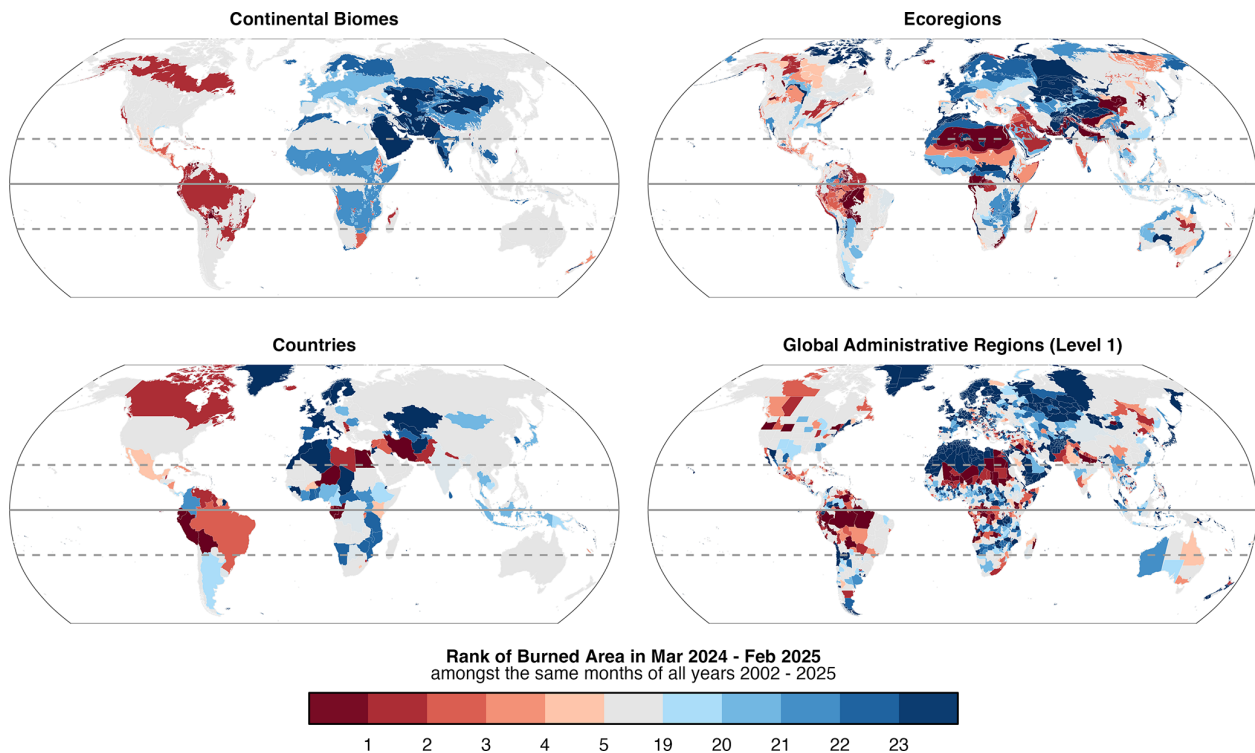 Continental Biomes
Ecoregions
Countries
Global Administrative Regions (Level 1)
Rank of Burned Area in Mar 2024 - Feb 2025
amongst the same months of all years 2002 - 2025
1 2 3 4 5 19 20 21 22 23